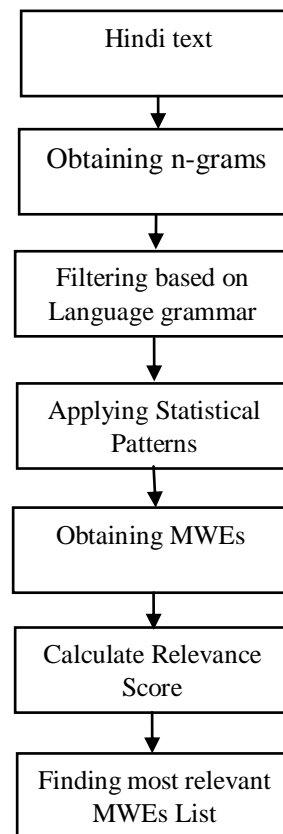 Hindi text
Obtaining n-grams
Filtering based on
Language grammar
Applying Statistical
Patterns
Obtaining MWEs
Calculate Relevance
Score
Finding most relevant
MWEs List